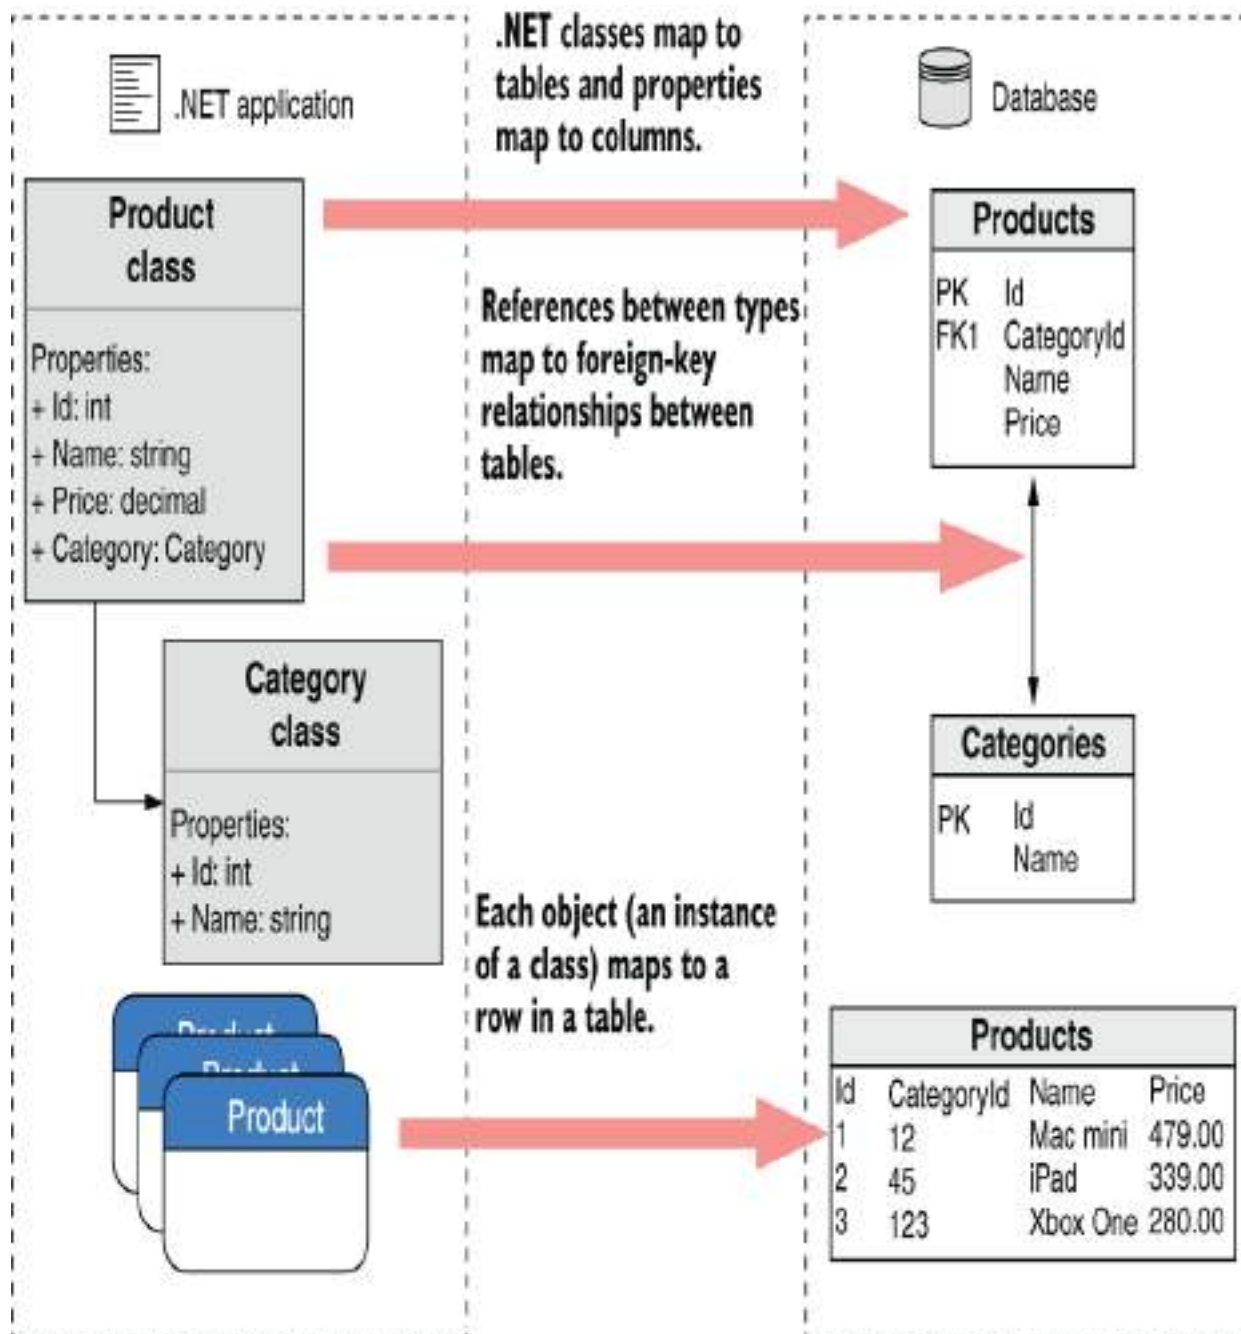 .NET application
Product
class
Properties:
+ Id: int
+ Name: string
+ Price: decimal
+ Category: Category
Category
class
Properties:
+ Id: int
+ Name: string
Product
Product
Product
.NET classes map to
tables and properties
map to columns.
References between types
map to foreign-key
relationships between
tables.
Each object (an instance
of a class) maps to a
row in a table.
Database
Products
PK Id
FK1 CategoryId
Name
Price
Categories
PK Id
Name
Products
Id CategoryId Name Price
1 12 Mac mini 479.00
2 45 iPad 339.00
3 123 Xbox One 280.00